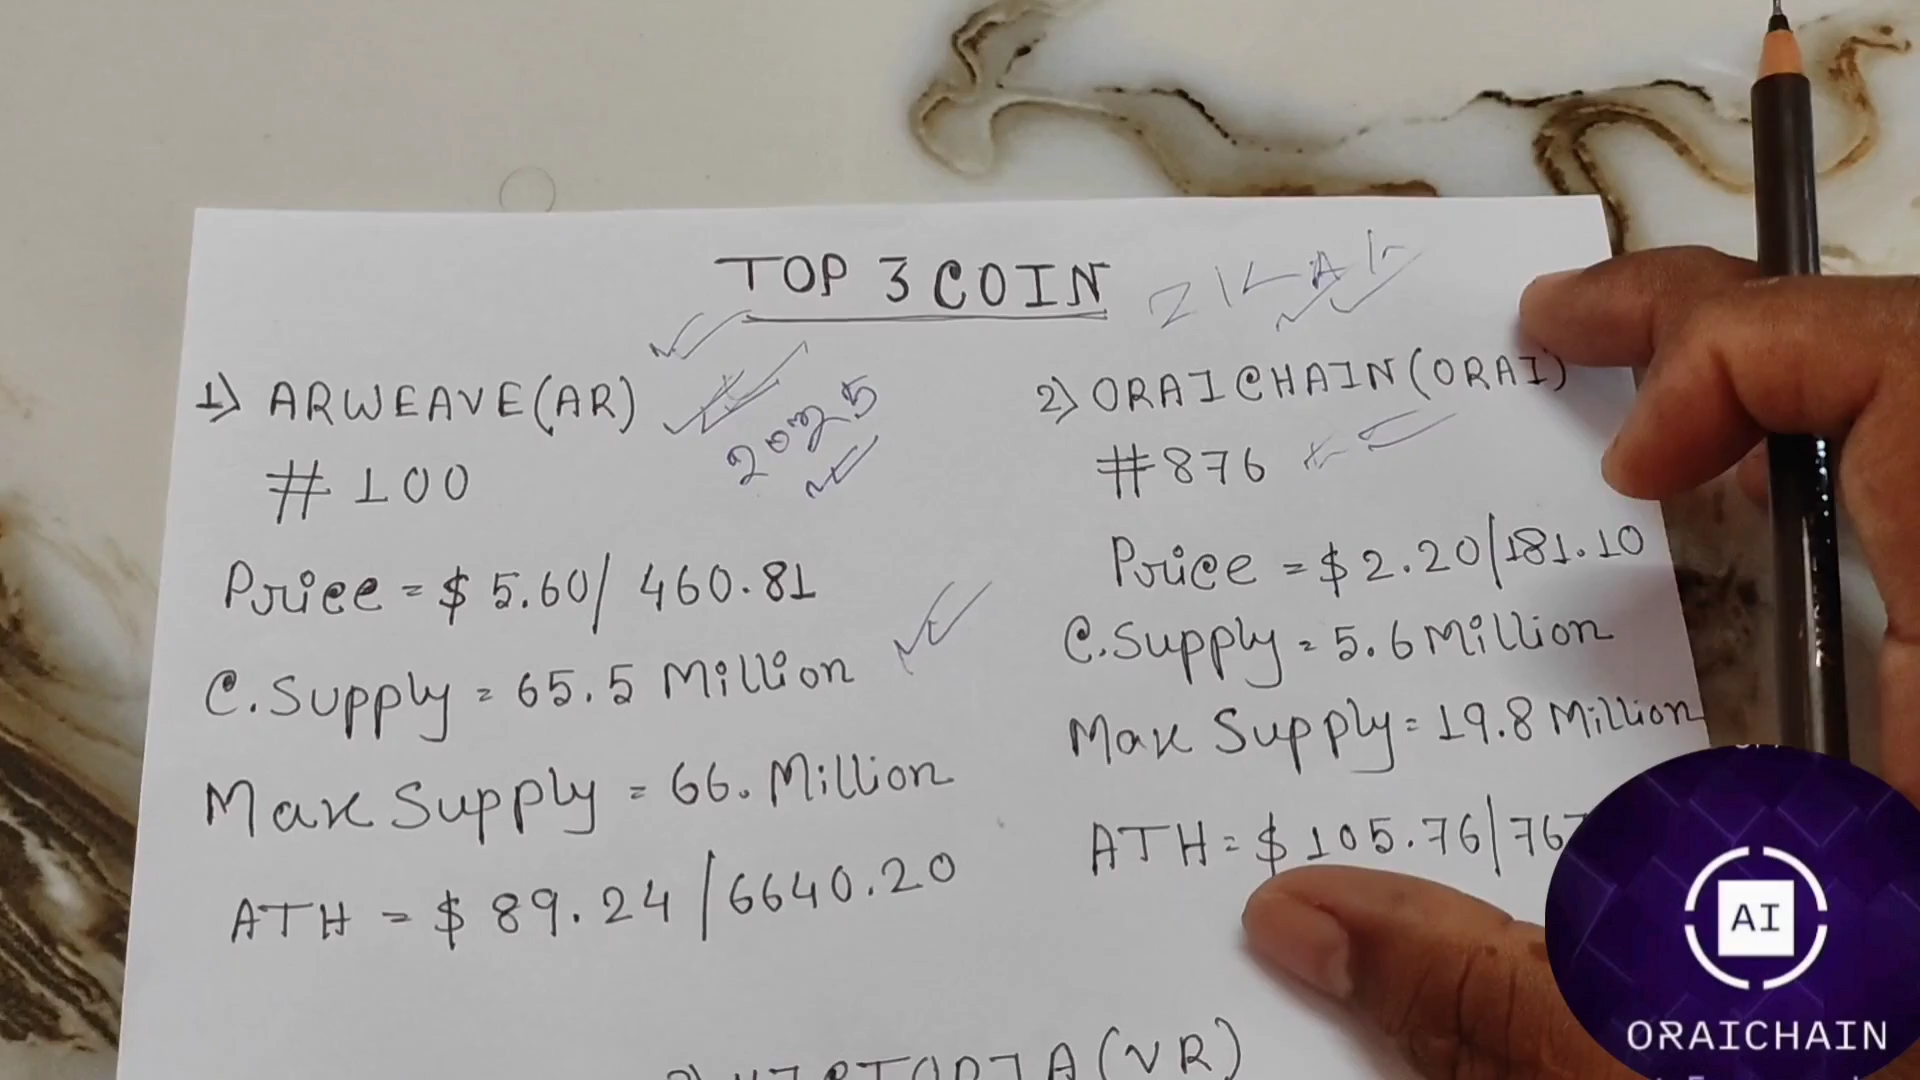 TOP 3 COIN
1) ARWEAVE(AR)
2025
# 100
Price = $ 5.60/ 460.81
C.Supply = 65.5 Million
Max Supply = 66. Million
ATH = $ 89.24 / 6640.20
2) ORAICHAIN(ORAI)
#876
Price = $2.20/181.10
C.Supply = 5.6 Million
Max Supply = 19.8 Million
ATH = $ 105.76/767
(VR)
AI
ORAICHAIN